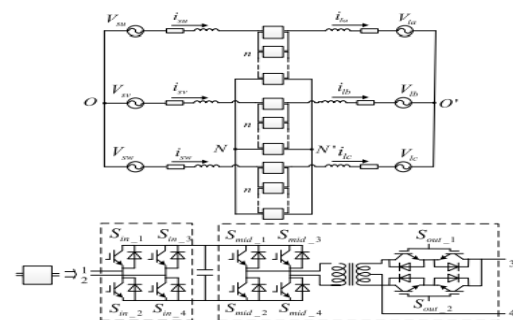 V_su i_su i_la V_la
n
V_sv i_sv i_lb V_lb
O O'
n
N N'
V_sw i_sw i_lc V_lc
n
S_in_1 S_in_3 S_mid_1 S_mid_3 S_out_1
1 3
2
S_in_2 S_in_4 S_mid_2 S_mid_4 S_out_2 4